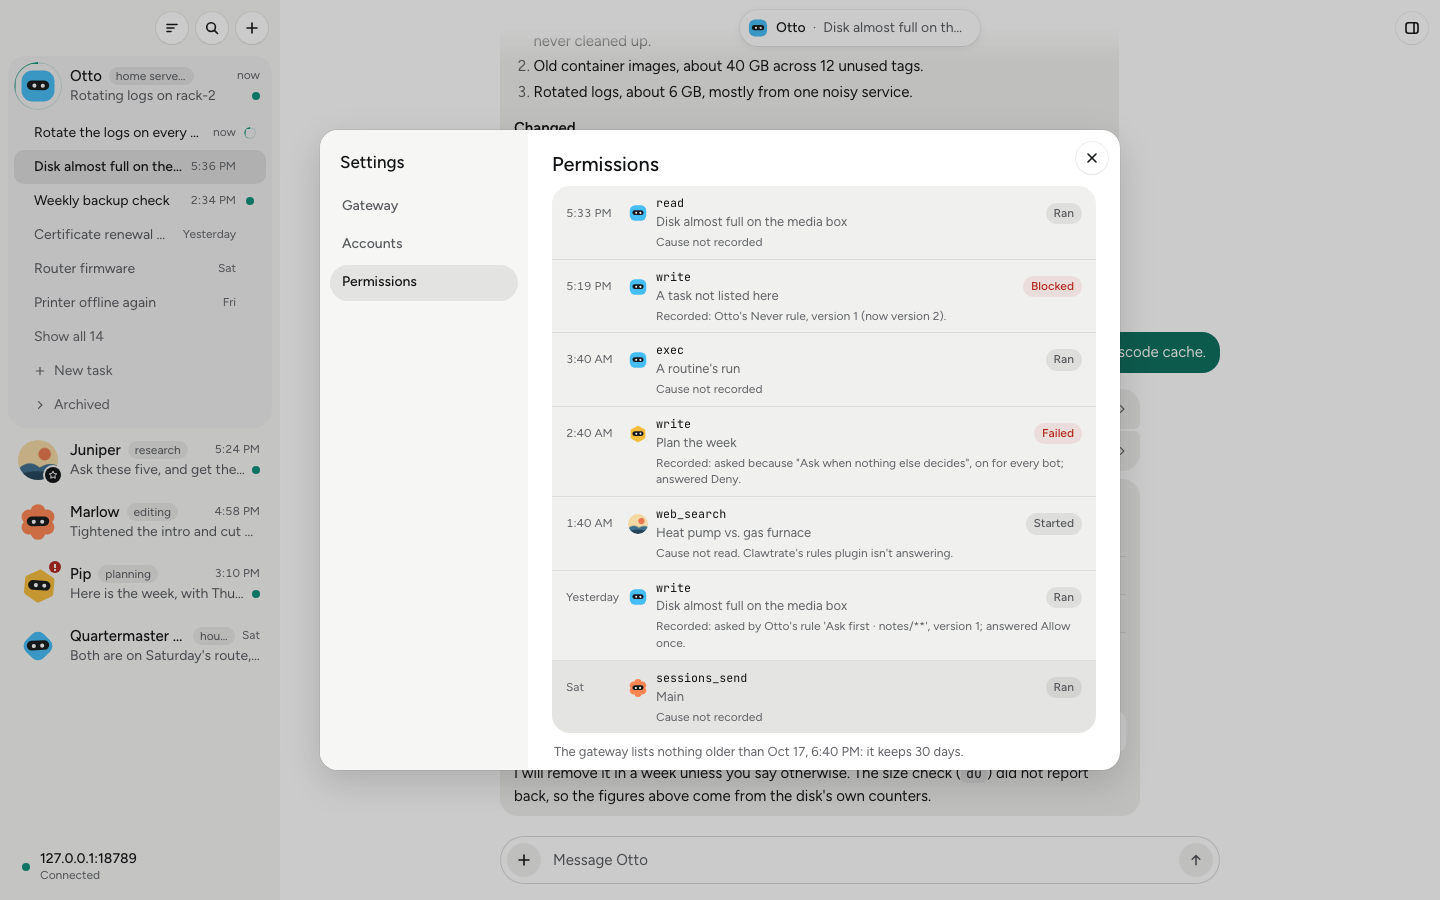 Otto home serve... now
Rotating logs on rack-2
Rotate the logs on every ... now
Disk almost full on the... 5:36 PM
Weekly backup check 2:34 PM
Certificate renewal ... Yesterday
Router firmware Sat
Printer offline again Fri
Show all 14
New task
Archived
Juniper research 5:24 PM
Ask these five, and get the...
Marlow editing 4:58 PM
Tightened the intro and cut ...
Pip planning 3:10 PM
Here is the week, with Thu...
Quartermaster ... hou... Sat
Both are on Saturday's route,...
127.0.0.1:18789
Connected
Otto · Disk almost full on th...
never cleaned up.
2. Old container images, about 40 GB across 12 unused tags.
3. Rotated logs, about 6 GB, mostly from one noisy service.
Changed
scode cache.
Settings
Gateway
Accounts
Permissions
Permissions
5:33 PM read Ran
Disk almost full on the media box
Cause not recorded
5:19 PM write Blocked
A task not listed here
Recorded: Otto's Never rule, version 1 (now version 2).
3:40 AM exec Ran
A routine's run
Cause not recorded
2:40 AM write Failed
Plan the week
Recorded: asked because "Ask when nothing else decides", on for every bot;
answered Deny.
1:40 AM web_search Started
Heat pump vs. gas furnace
Cause not read. Clawtrate's rules plugin isn't answering.
Yesterday write Ran
Disk almost full on the media box
Recorded: asked by Otto's rule 'Ask first · notes/**', version 1; answered Allow
once.
Sat sessions_send Ran
Main
Cause not recorded
The gateway lists nothing older than Oct 17, 6:40 PM: it keeps 30 days.
I will remove it in a week unless you say otherwise. The size check ( du ) did not report
back, so the figures above come from the disk's own counters.
Message Otto